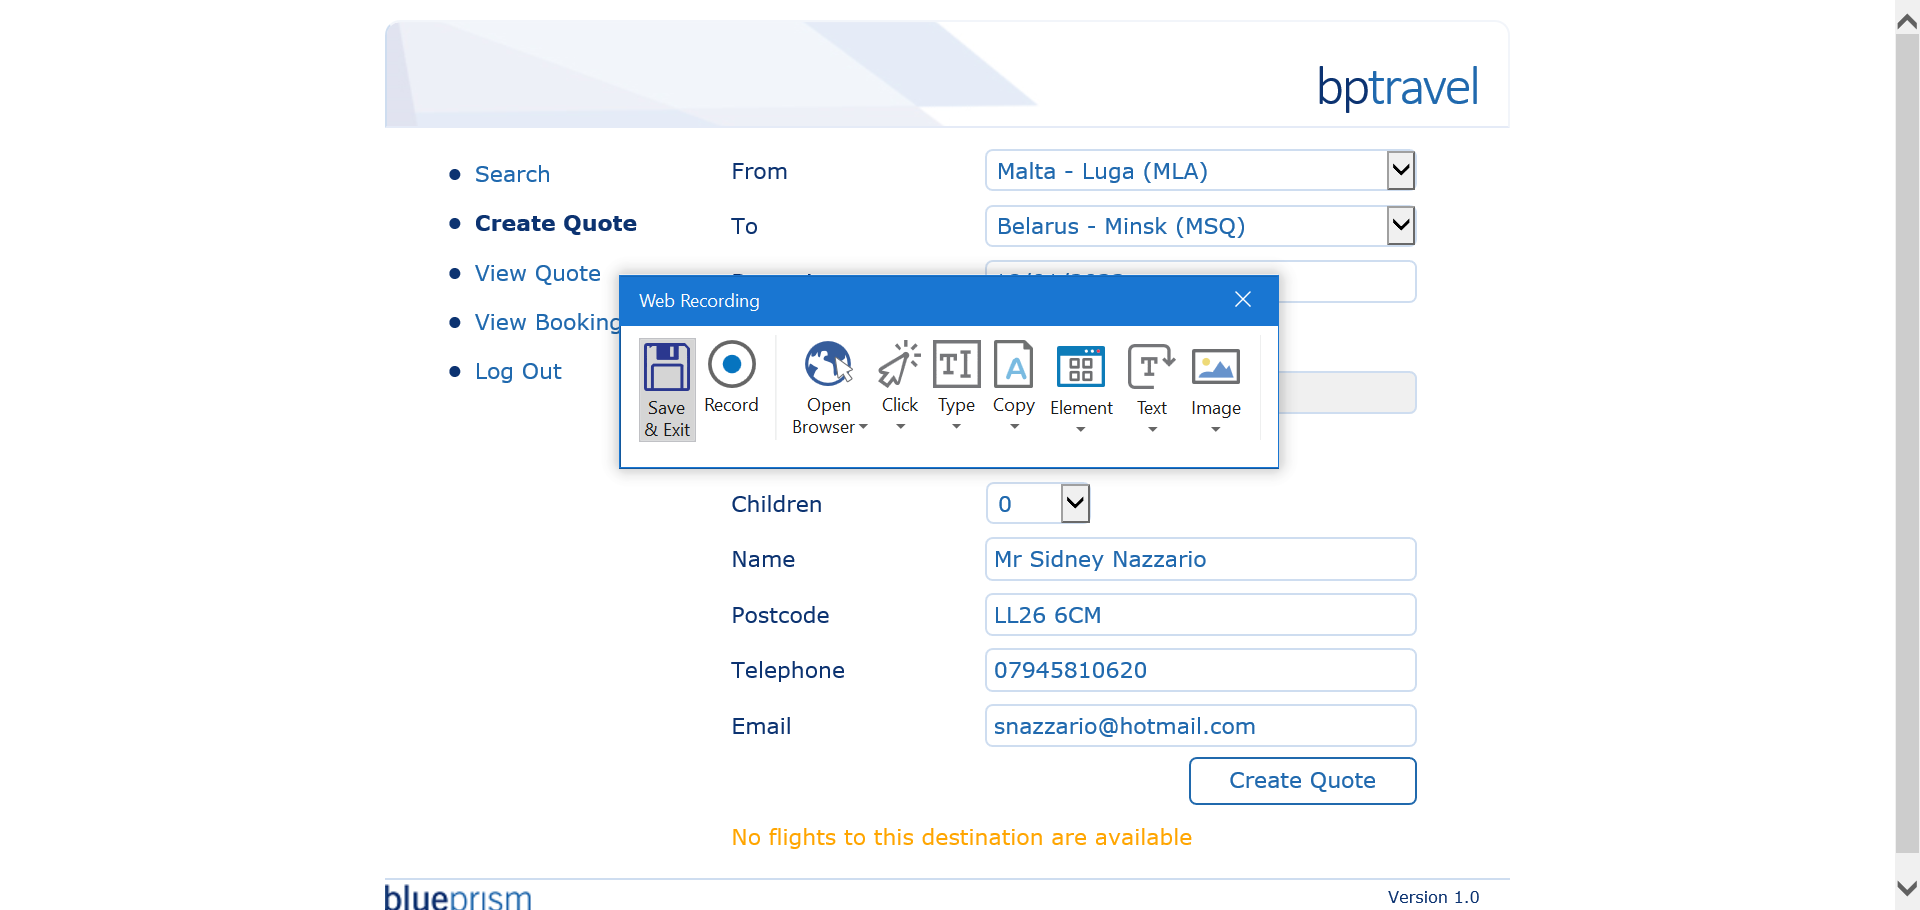 bptravel
Search
Create Quote
View Quote
View Booking
Log Out
From
Malta - Luga (MLA)
To
Belarus - Minsk (MSQ)
Web Recording
Save & Exit
Record
Open Browser
Click
Type
Copy
Element
Text
Image
Children
0
Name
Mr Sidney Nazzario
Postcode
LL26 6CM
Telephone
07945810620
Email
snazzario@hotmail.com
Create Quote
No flights to this destination are available
blueprism
Version 1.0